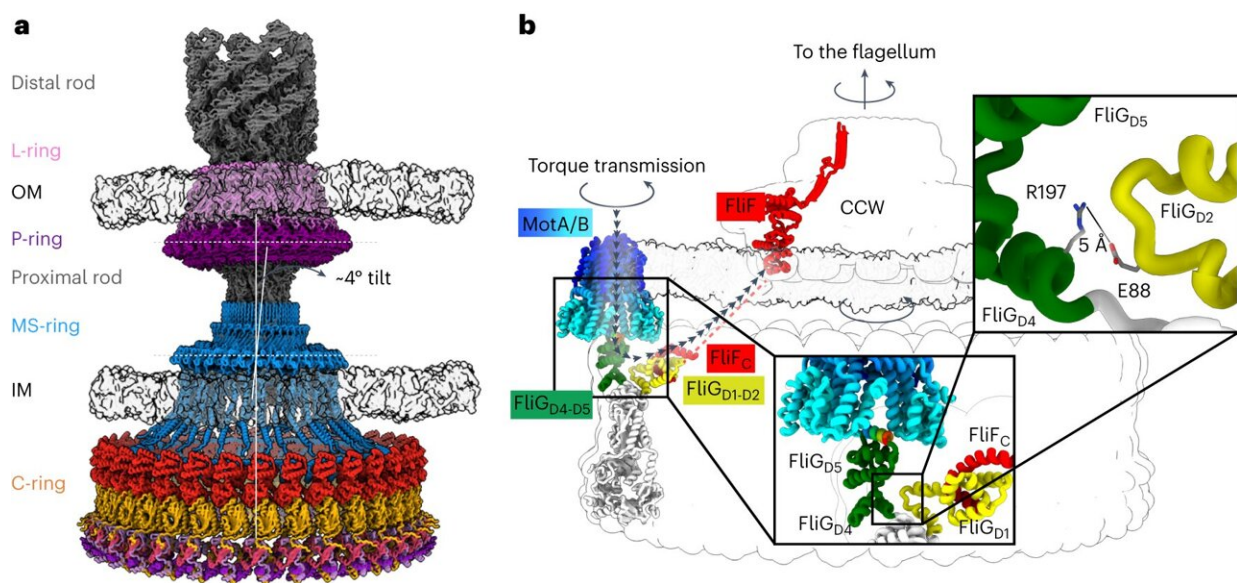 a
Distal rod
L-ring
OM
P-ring
Proximal rod
~4° tilt
MS-ring
IM
C-ring
b
To the flagellum
Torque transmission
MotA/B
FliF
CCW
FliF_C
FliG_D4-D5
FliG_D1-D2
FliG_D5
R197
FliG_D2
5 Å
E88
FliG_D4
FliF_C
FliG_D5
FliG_D4
FliG_D1